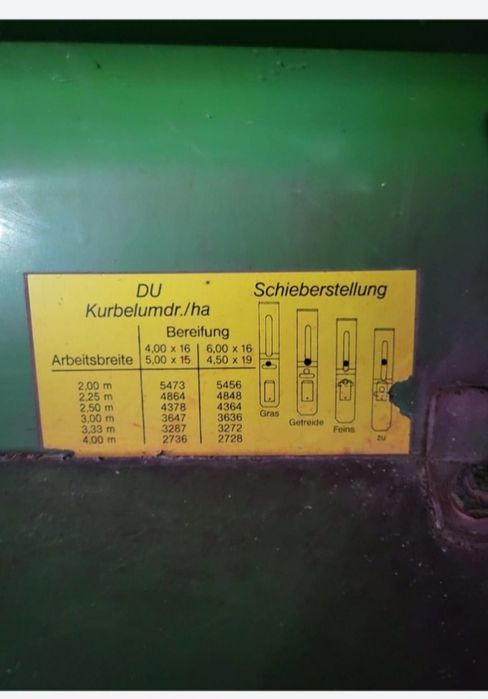 DU
Kurbelumdr./ha
Schieberstellung
Bereifung
Arbeitsbreite
4,00 x 16 6,00 x 16
5,00 x 15 4,50 x 19
2,00 m 5473 5456
2,25 m 4864 4848
2,50 m 4378 4364
3,00 m 3647 3636
3,33 m 3287 3272
4,00 m 2736 2728
Gras
Getreide
Feins
zu